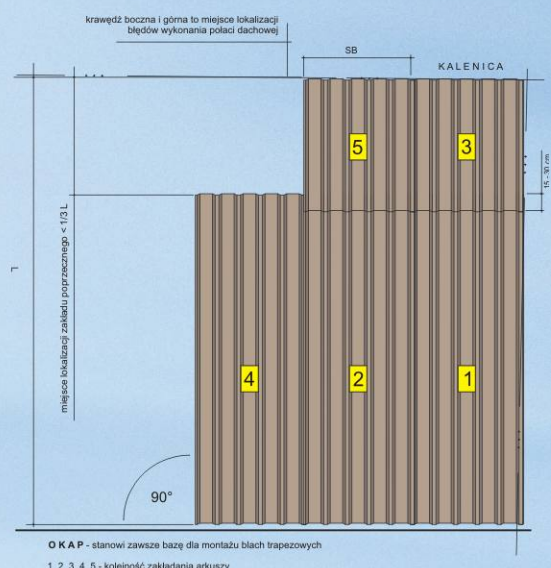 krawędź boczna i górna to miejsce lokalizacji
błędów wykonania połaci dachowej
SB
KALENICA
5
3
15 - 30 cm
miejsce lokalizacji zakładu poprzecznego < 1/3 L
L
4
2
1
90°
OKAP - stanowi zawsze bazę dla montażu blach trapezowych
1, 2, 3, 4, 5 - kolejność zakładania arkuszy